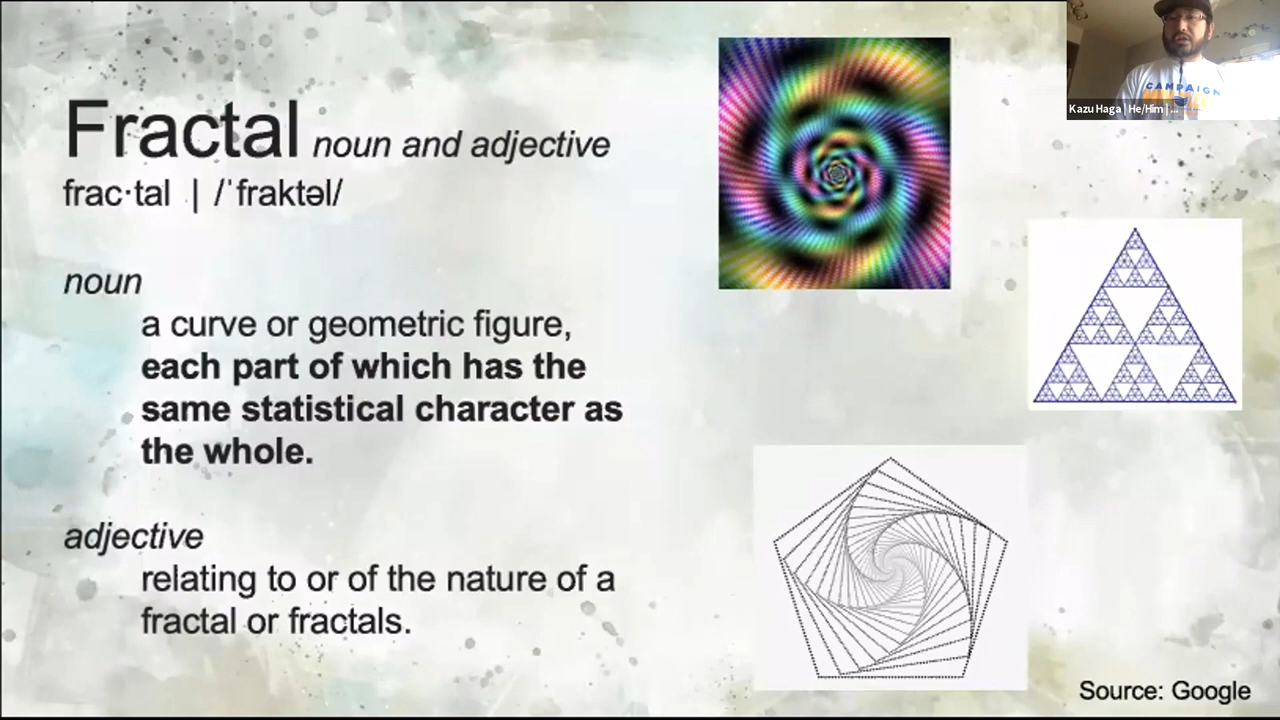 Fractal noun and adjective
frac·tal | /ˈfraktəl/
noun
a curve or geometric figure,
each part of which has the
same statistical character as
the whole.
adjective
relating to or of the nature of a
fractal or fractals.
CAMPAIGN
Kazu Haga | He/Him | ...
Source: Google